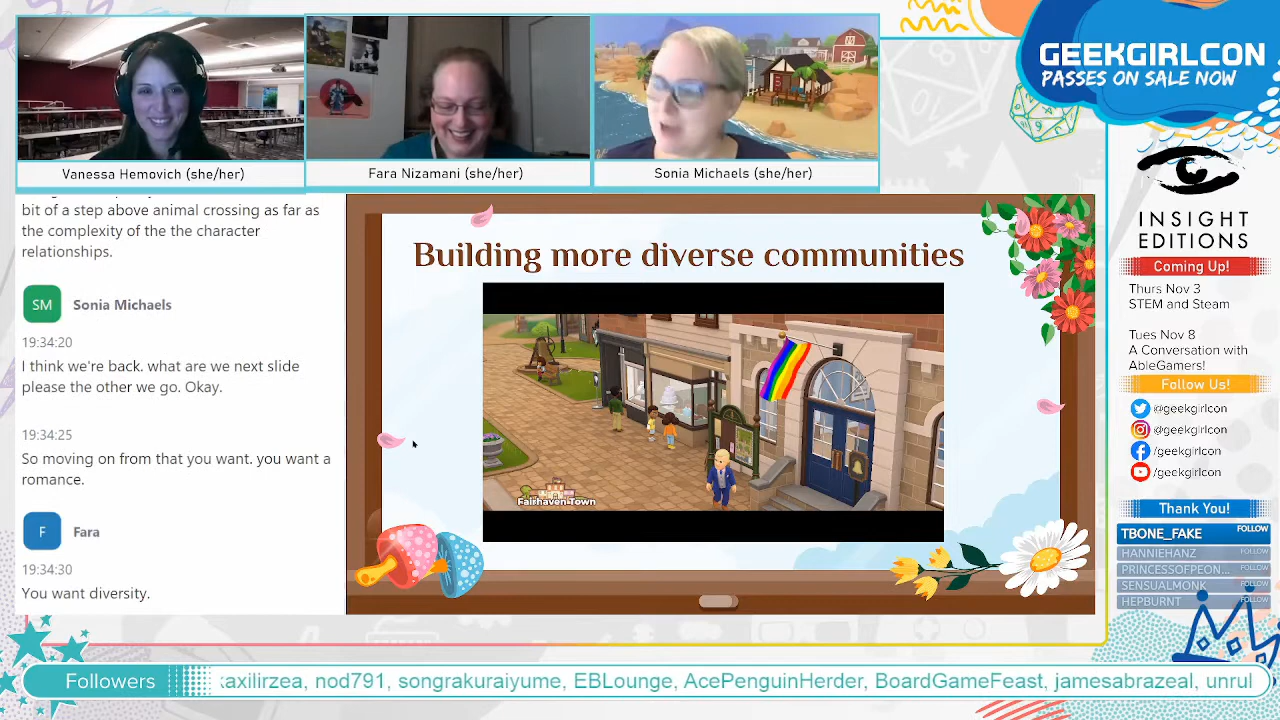 GEEKGIRLCON
PASSES ON SALE NOW
Vanessa Hemovich (she/her)
Fara Nizamani (she/her)
Sonia Michaels (she/her)
bit of a step above animal crossing as far as
the complexity of the the character
relationships.
SM
Sonia Michaels
19:34:20
I think we're back. what are we next slide
please the other we go. Okay.
19:34:25
So moving on from that you want. you want a
romance.
F
Fara
19:34:30
You want diversity.
Building more diverse communities
Fairhaven Town
INSIGHT
EDITIONS
Coming Up!
Thurs Nov 3
STEM and Steam
Tues Nov 8
A Conversation with
AbleGamers!
Follow Us!
@geekgirlcon
@geekgirlcon
/geekgirlcon
/geekgirlcon
Thank You!
TBONE_FAKE FOLLOW
HANNIEHANZ FOLLOW
PRINCESSOFPEON... FOLLOW
SENSUALMONK FOLLOW
HEPBURNT FOLLOW
Followers
kaxilirzea, nod791, songrakuraiyume, EBLounge, AcePenguinHerder, BoardGameFeast, jamesabrazeal, unrul